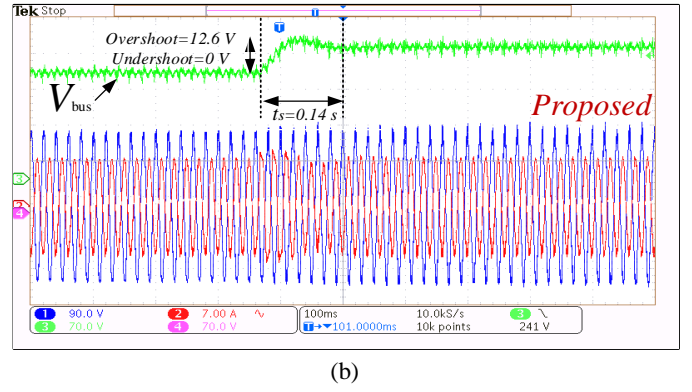 Tek Stop
T
T
Overshoot=12.6 V
Undershoot=0 V
Vbus
ts=0.14 s
Proposed
3
2
4
1 90.0 V 2 7.00 A ∿ 100ms 10.0kS/s 3 ∖
3 70.0 V 4 70.0 V T→▼101.0000ms 10k points 241 V
(b)